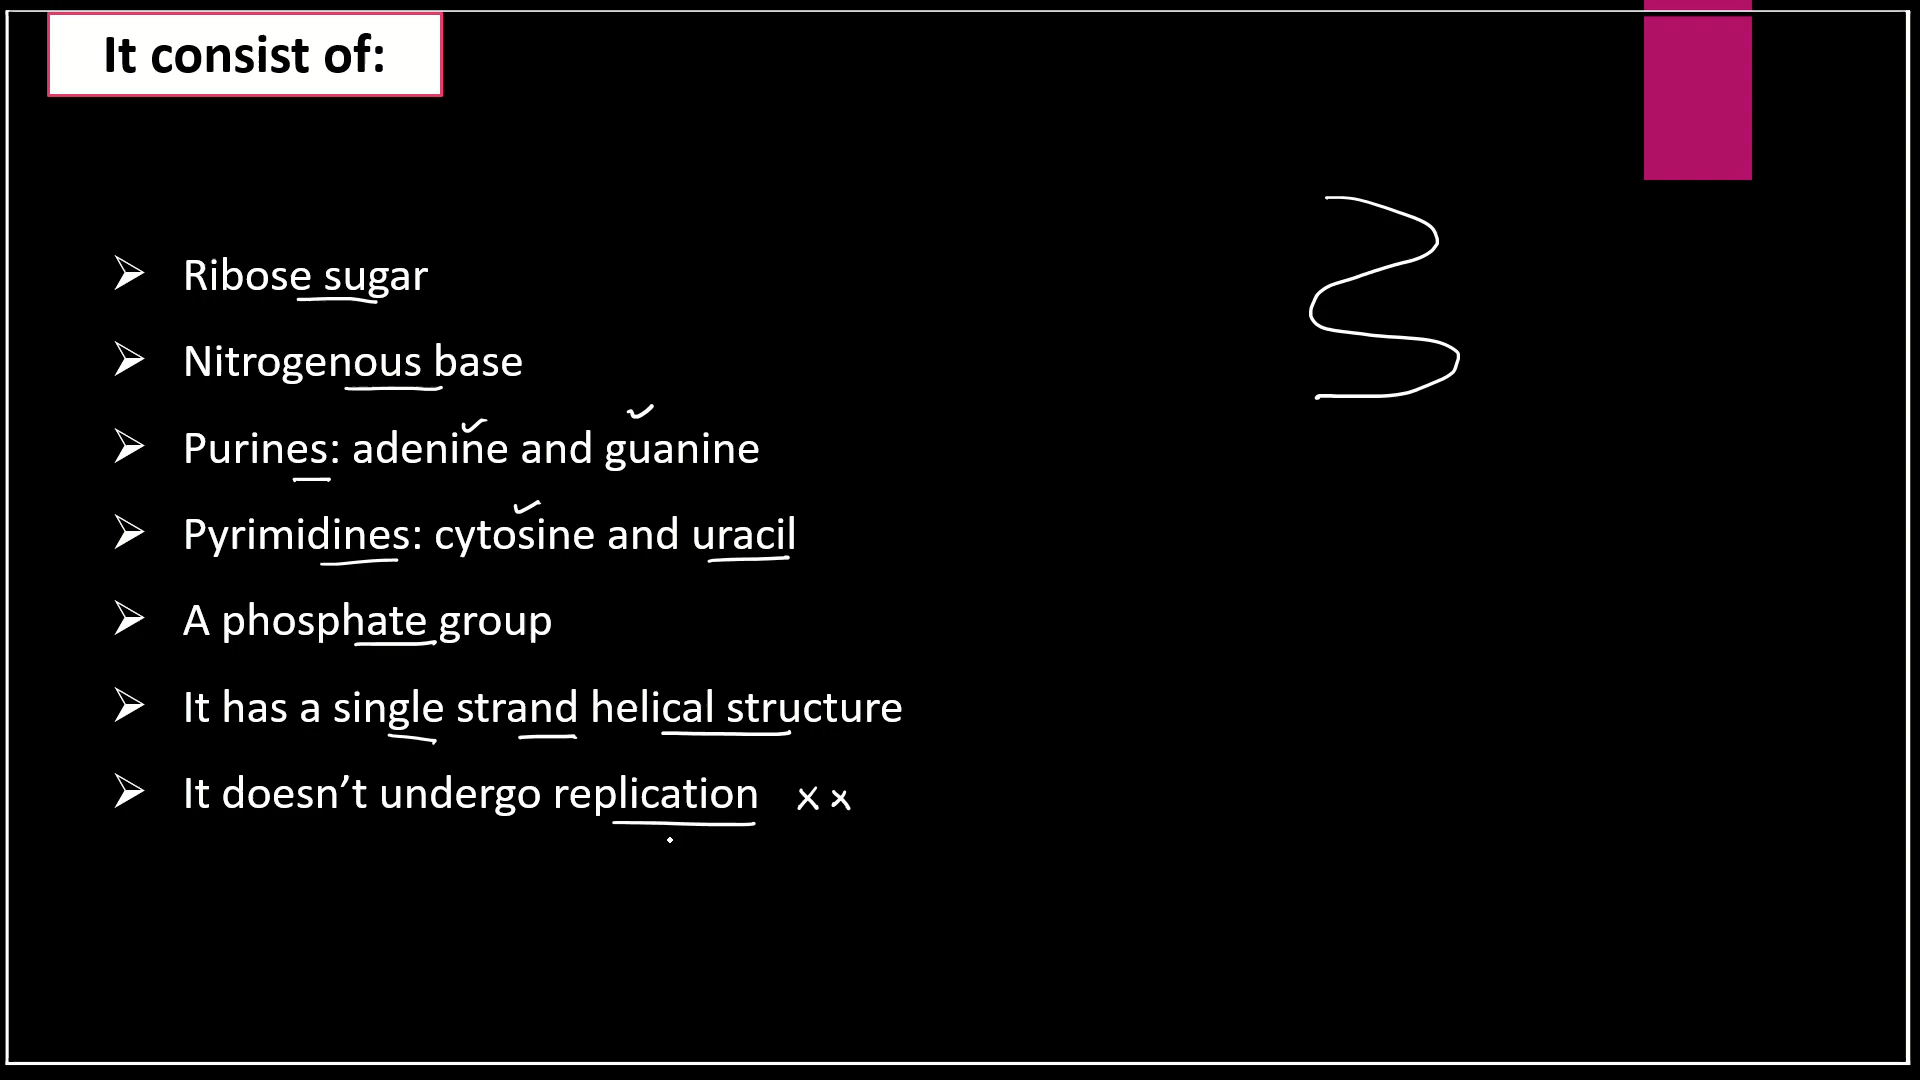 It consist of:
Ribose sugar
Nitrogenous base
Purines: adenine and guanine
Pyrimidines: cytosine and uracil
A phosphate group
It has a single strand helical structure
It doesn’t undergo replication x x